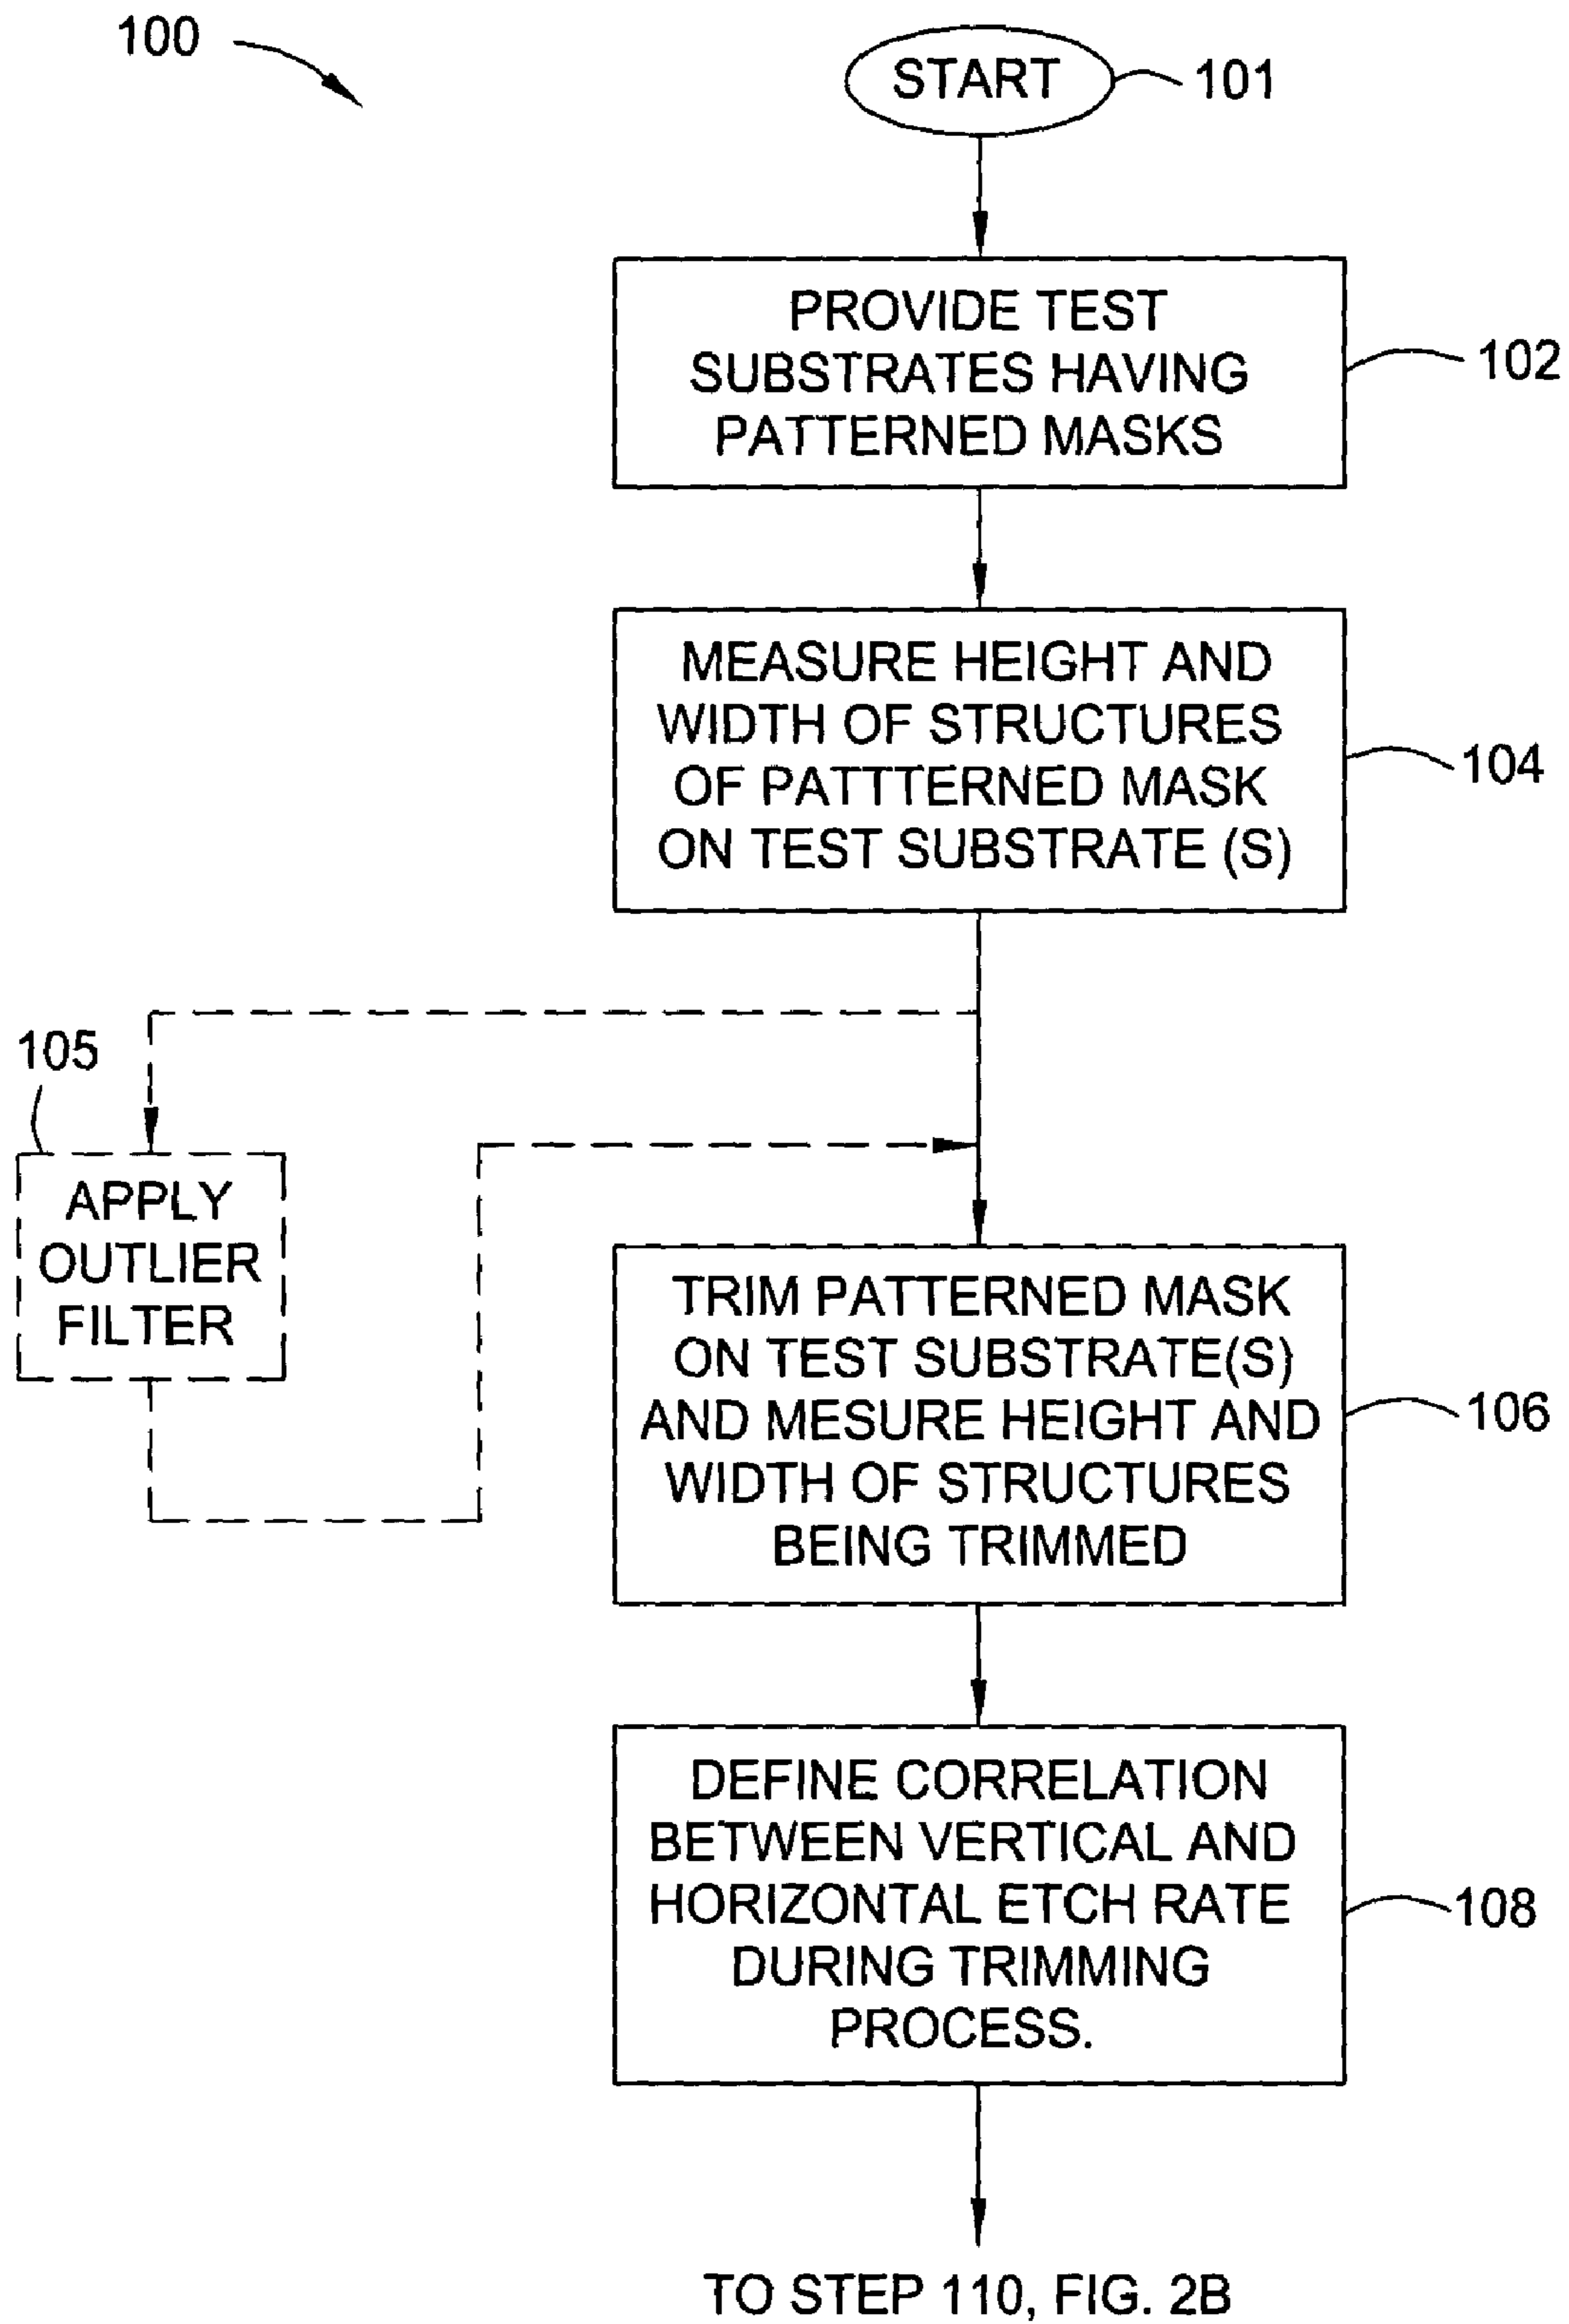 100
START
101
PROVIDE TEST
SUBSTRATES HAVING
PATTERNED MASKS
102
MEASURE HEIGHT AND
WIDTH OF STRUCTURES
OF PATTTERNED MASK
ON TEST SUBSTRATE (S)
104
105
APPLY
OUTLIER
FILTER
TRIM PATTERNED MASK
ON TEST SUBSTRATE(S)
AND MESURE HEIGHT AND
WIDTH OF STRUCTURES
BEING TRIMMED
106
DEFINE CORRELATION
BETWEEN VERTICAL AND
HORIZONTAL ETCH RATE
DURING TRIMMING
PROCESS.
108
TO STEP 110, FIG. 2B